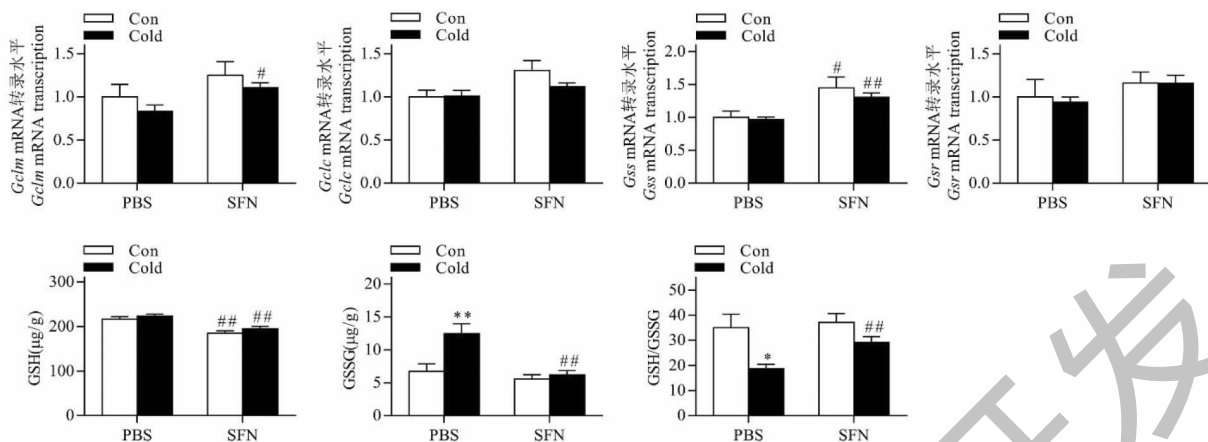 Con
Cold
Gclm mRNA转录水平
Gclm mRNA transcription
1.5
1.0
0.5
0.0
PBS
SFN
#
Con
Cold
Gclc mRNA转录水平
Gclc mRNA transcription
1.5
1.0
0.5
0.0
PBS
SFN
Con
Cold
Gss mRNA转录水平
Gss mRNA transcription
2.0
1.5
1.0
0.5
0.0
PBS
SFN
#
##
Con
Cold
Gsr mRNA转录水平
Gsr mRNA transcription
1.5
1.0
0.5
0.0
PBS
SFN
Con
Cold
GSH(μg/g)
300
200
100
0
PBS
SFN
##
##
Con
Cold
GSSG(μg/g)
20
15
10
5
0
PBS
SFN
**
##
Con
Cold
GSH/GSSG
50
40
30
20
10
0
PBS
SFN
*
##
发